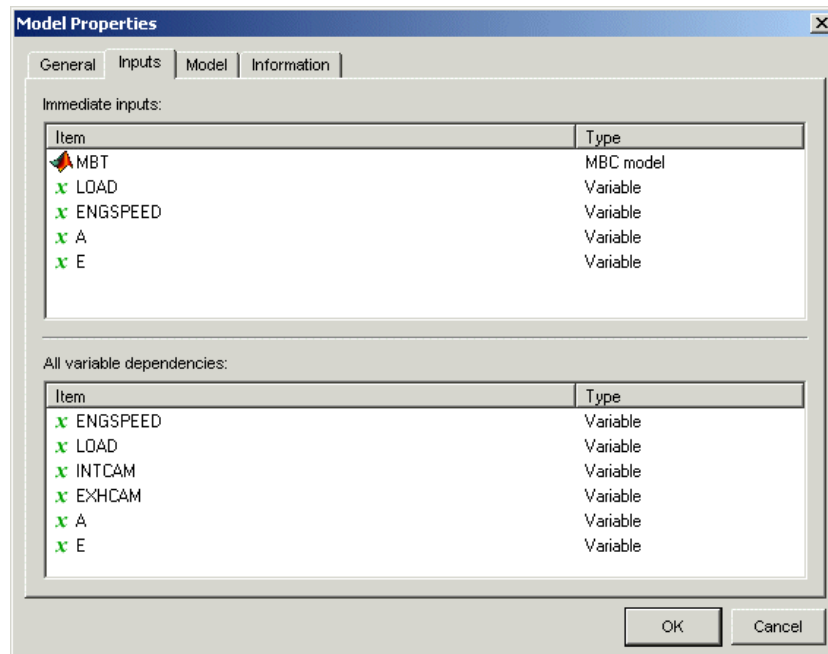 Model Properties
General Inputs Model Information
Immediate inputs:
Item Type
MBT MBC model
x LOAD Variable
x ENGSPEED Variable
x A Variable
x E Variable
All variable dependencies:
Item Type
x ENGSPEED Variable
x LOAD Variable
x INTCAM Variable
x EXHCAM Variable
x A Variable
x E Variable
OK Cancel